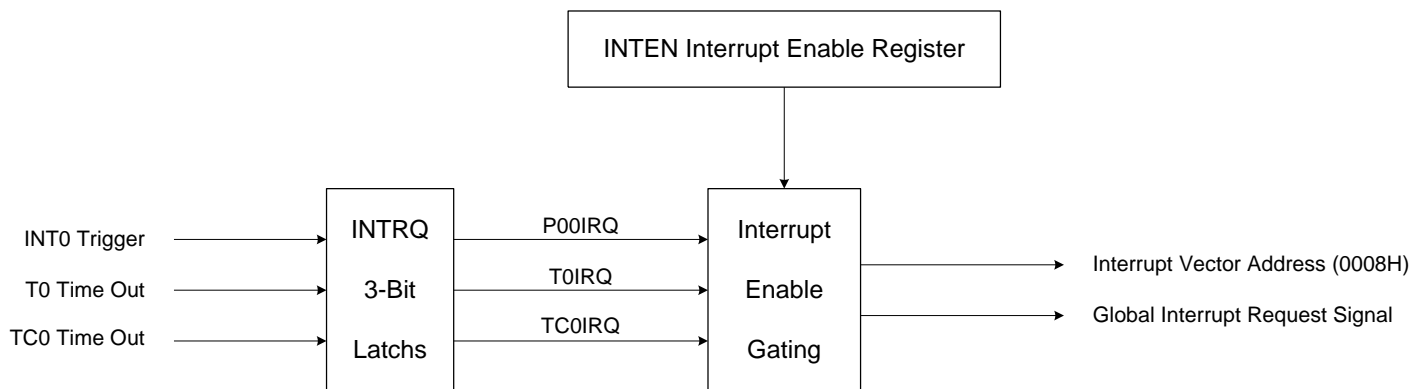 INTEN Interrupt Enable Register
INT0 Trigger
T0 Time Out
TC0 Time Out
INTRQ
3-Bit
Latchs
P00IRQ
T0IRQ
TC0IRQ
Interrupt
Enable
Gating
Interrupt Vector Address (0008H)
Global Interrupt Request Signal